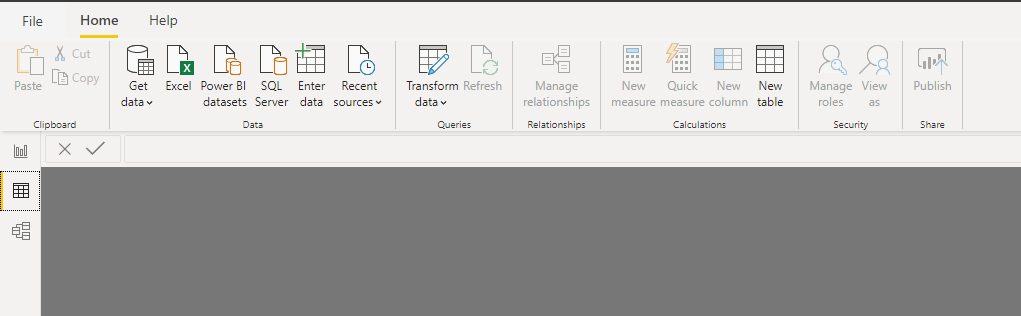 File Home Help
Paste
Cut
Copy
Clipboard
Get
data
Excel
Power BI
datasets
SQL
Server
Enter
data
Recent
sources
Data
Transform
data
Refresh
Queries
Manage
relationships
Relationships
New
measure
Quick
measure
New
column
New
table
Calculations
Manage
roles
View
as
Security
Publish
Share